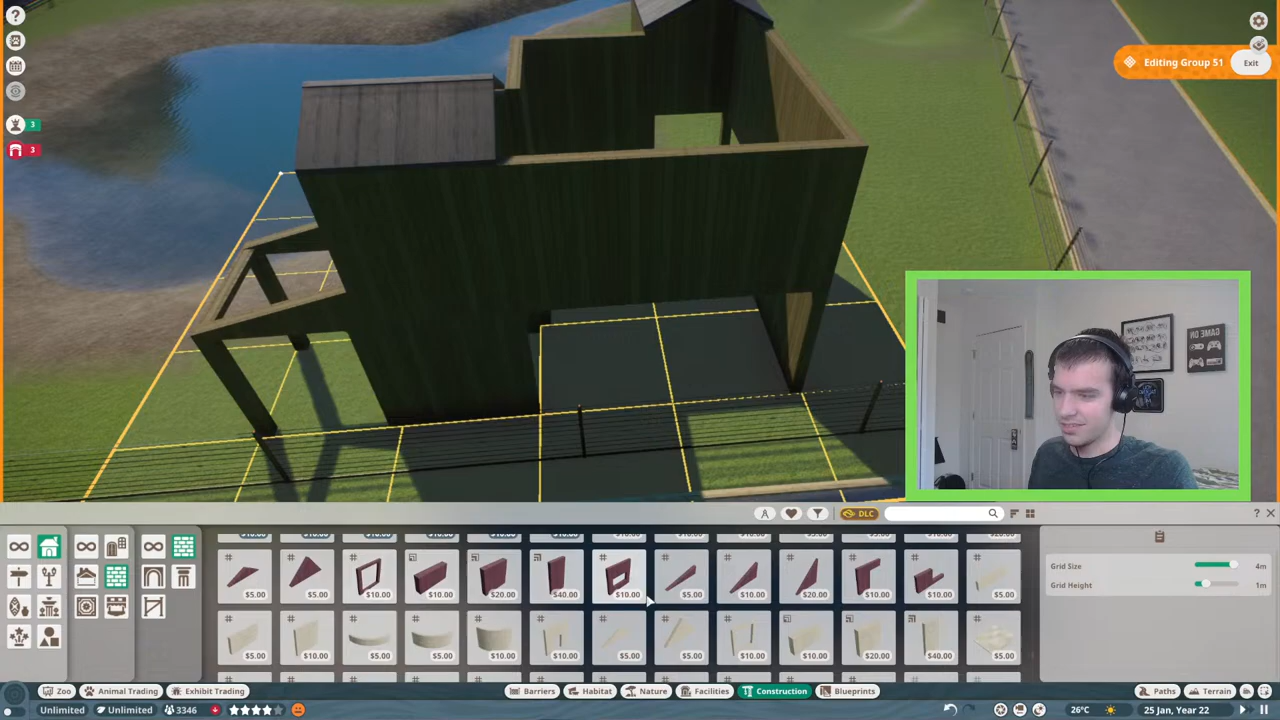 ?
Editing Group 51 Exit
3
3
GAME ON
DLC
? ×
$5.00 $5.00 $10.00 $10.00 $20.00 $40.00 $10.00 $5.00 $10.00 $20.00 $10.00 $10.00 $5.00
Grid Size 4m
Grid Height 1m
$5.00 $10.00 $5.00 $5.00 $10.00 $10.00 $5.00 $5.00 $10.00 $10.00 $20.00 $40.00 $5.00
Zoo Animal Trading Exhibit Trading Barriers Habitat Nature Facilities Construction Blueprints Paths Terrain
Unlimited Unlimited 3346 26°C 25 Jan, Year 22